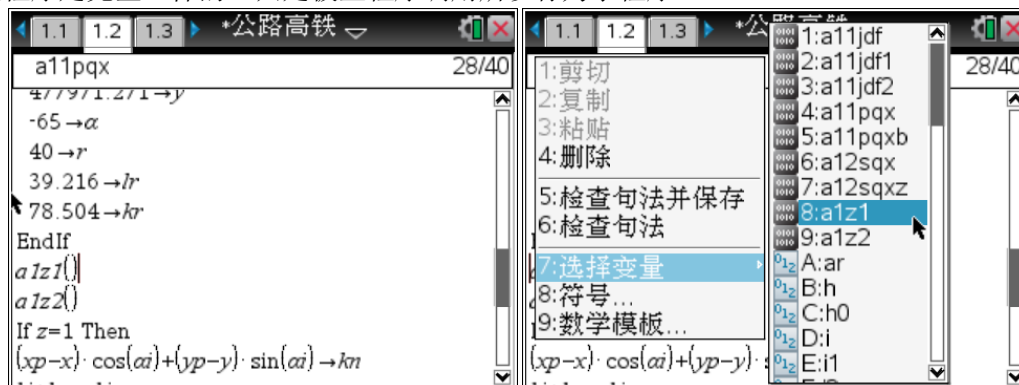 1.1 1.2 1.3 *公路高铁
a11pqx 28/40
477971.271→y
-65→α
40→r
39.216→lr
78.504→kr
EndIf
a1z1()
a1z2()
If z=1 Then
(xp−x)· cos(αi)+(yp−y)· sin(αi)→kn
1.1 1.2 1.3
28/40
1:剪切
2:复制
3:粘贴
4:删除
5:检查句法并保存
6:检查句法
7:选择变量
8:符号...
9:数学模板...
1:a11jdf
2:a11jdf1
3:a11jdf2
4:a11pqx
5:a11pqxb
6:a12sqx
7:a12sqxz
8:a1z1
9:a1z2
A:ar
B:h
C:h0
D:i
E:i1
(xp−x)· cos(αi)+(yp−y)·